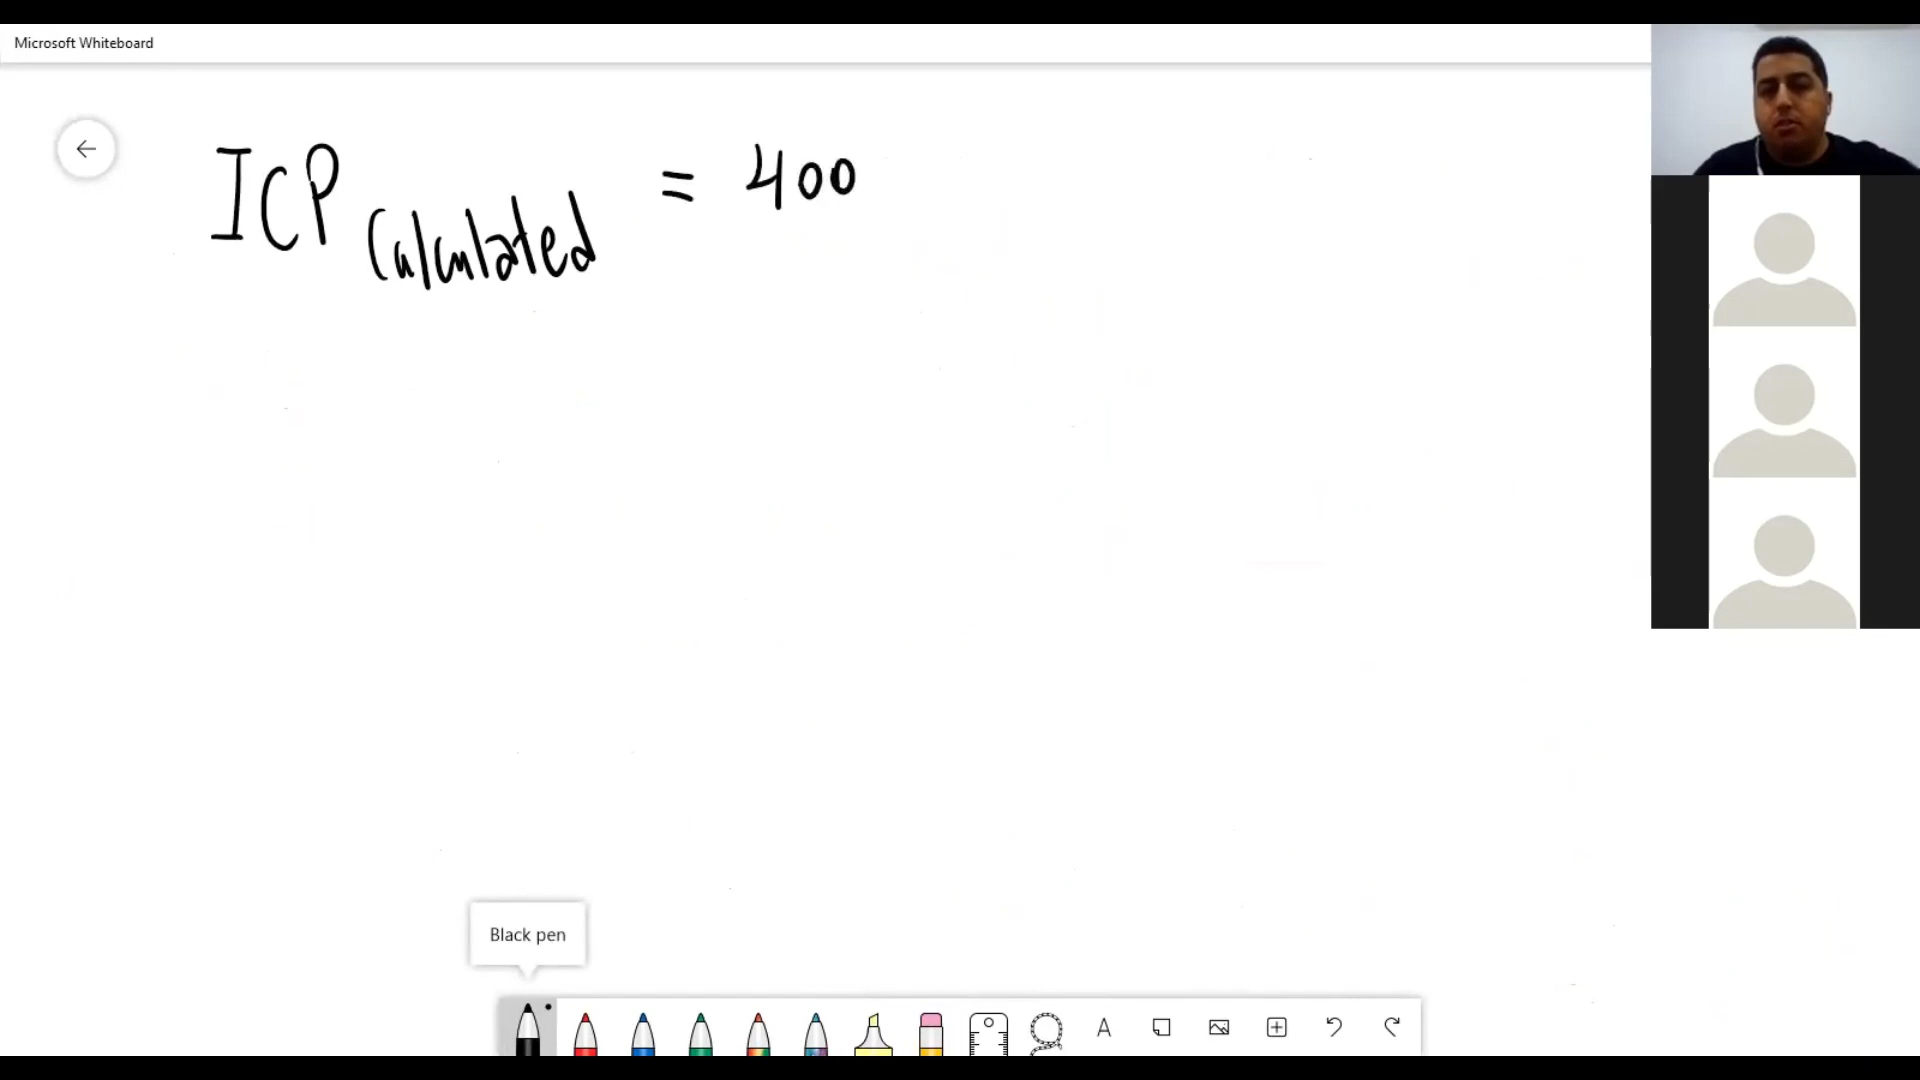 Microsoft Whiteboard
ICP Calculated = 400
Black pen
A